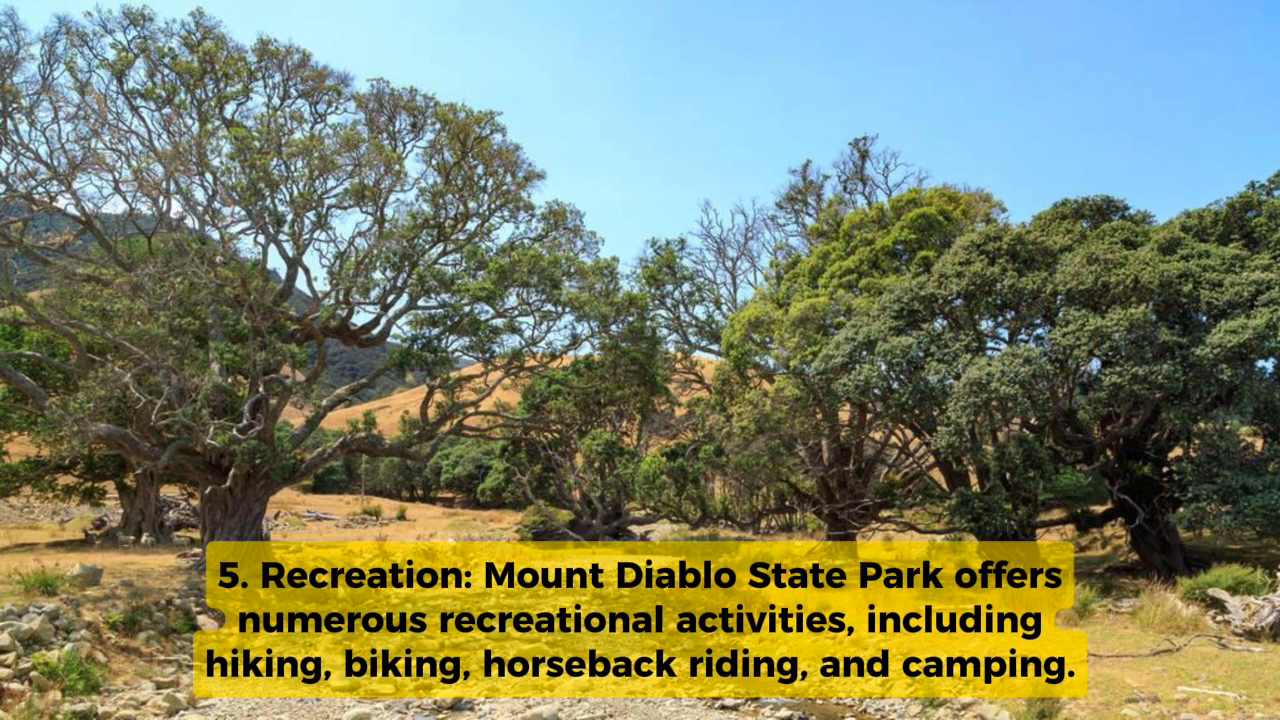 5. Recreation: Mount Diablo State Park offers
numerous recreational activities, including
hiking, biking, horseback riding, and camping.